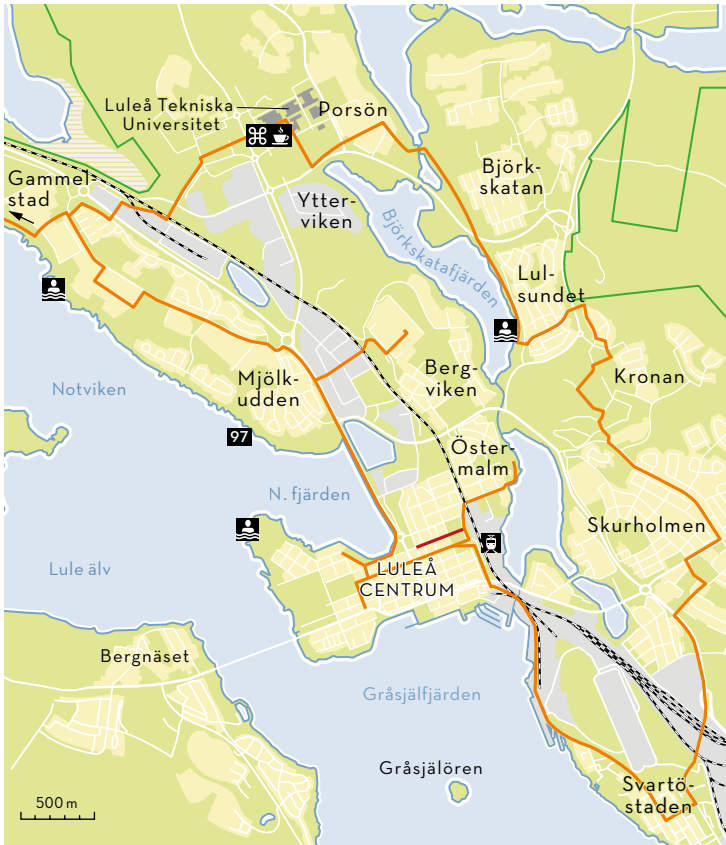 Luleå Tekniska
Universitet
Porsön
Gammel-
stad
Ytter-
viken
Björk-
skatan
Björkskatafjärden
Lul-
sundet
Kronan
Berg-
viken
Mjölk-
udden
Notviken
97
Öster-
malm
N. fjärden
Skurholmen
Lule älv
LULEÅ
CENTRUM
Bergnäset
Gråsjälfjärden
Gråsjälören
Svartö-
staden
500 m